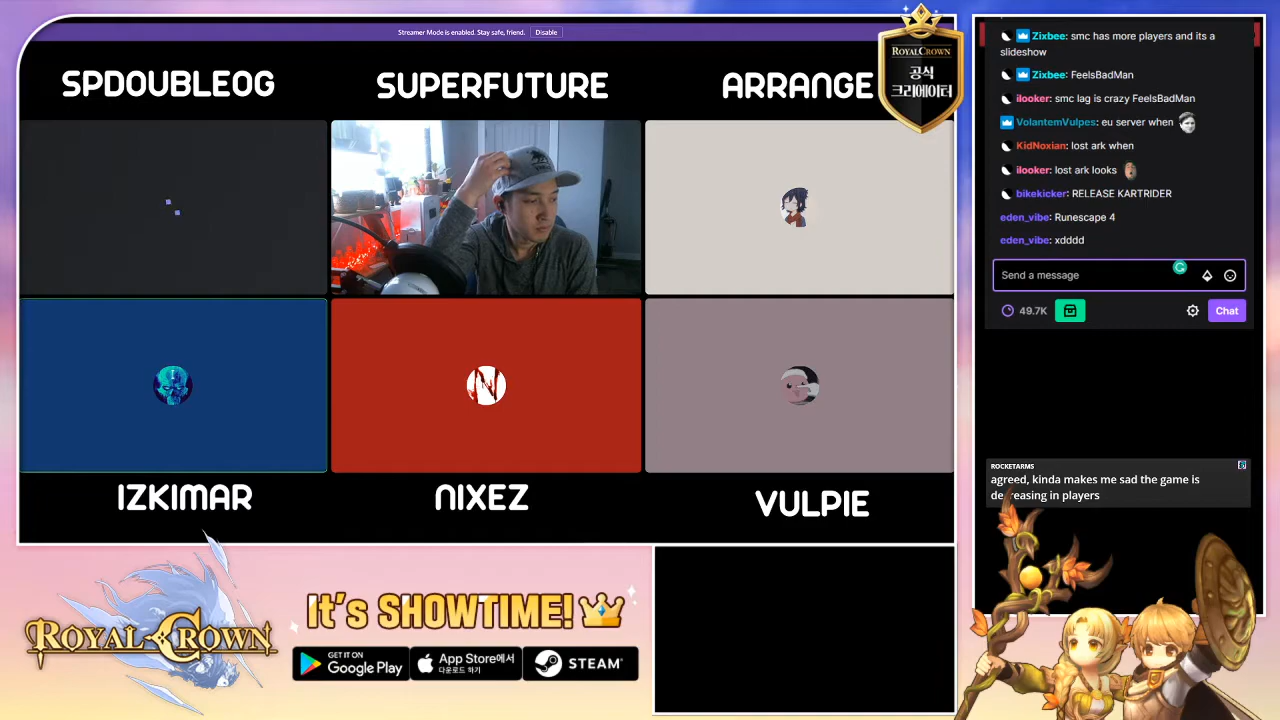 Streamer Mode is enabled. Stay safe, friend. Disable
SPDOUBLEOG
SUPERFUTURE
ARRANGE
ROYALCROWN
공식
크리에이터
IZKIMAR
NIXEZ
VULPIE
Zixbee: smc has more players and its a
slideshow
Zixbee: FeelsBadMan
ilooker: smc lag is crazy FeelsBadMan
VolantemVulpes: eu server when
KidNoxian: lost ark when
ilooker: lost ark looks
bikekicker: RELEASE KARTRIDER
eden_vibe: Runescape 4
eden_vibe: xdddd
Send a message
49.7K
Chat
ROCKETARMS
agreed, kinda makes me sad the game is
in players
ROYAL CROWN
It's SHOWTIME!
GET IT ON
Google Play
App Store에서
다운로드 하기
STEAM